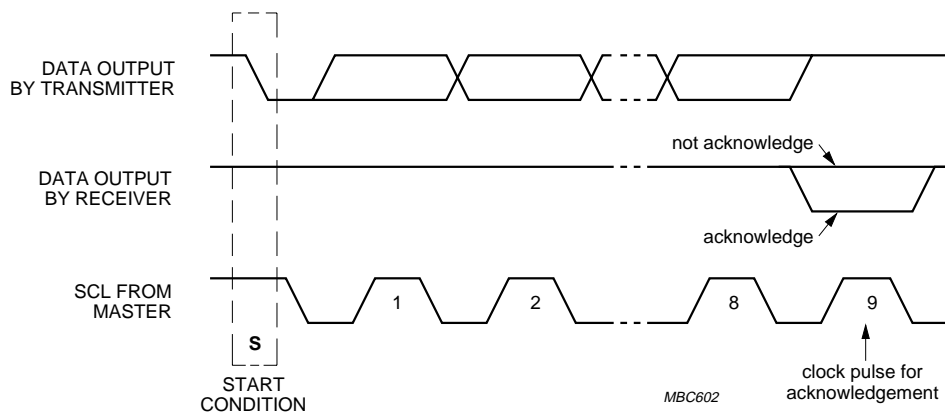 DATA OUTPUT
BY TRANSMITTER
not acknowledge
DATA OUTPUT
BY RECEIVER
acknowledge
SCL FROM
MASTER
1
2
8
9
S
START
CONDITION
MBC602
clock pulse for
acknowledgement